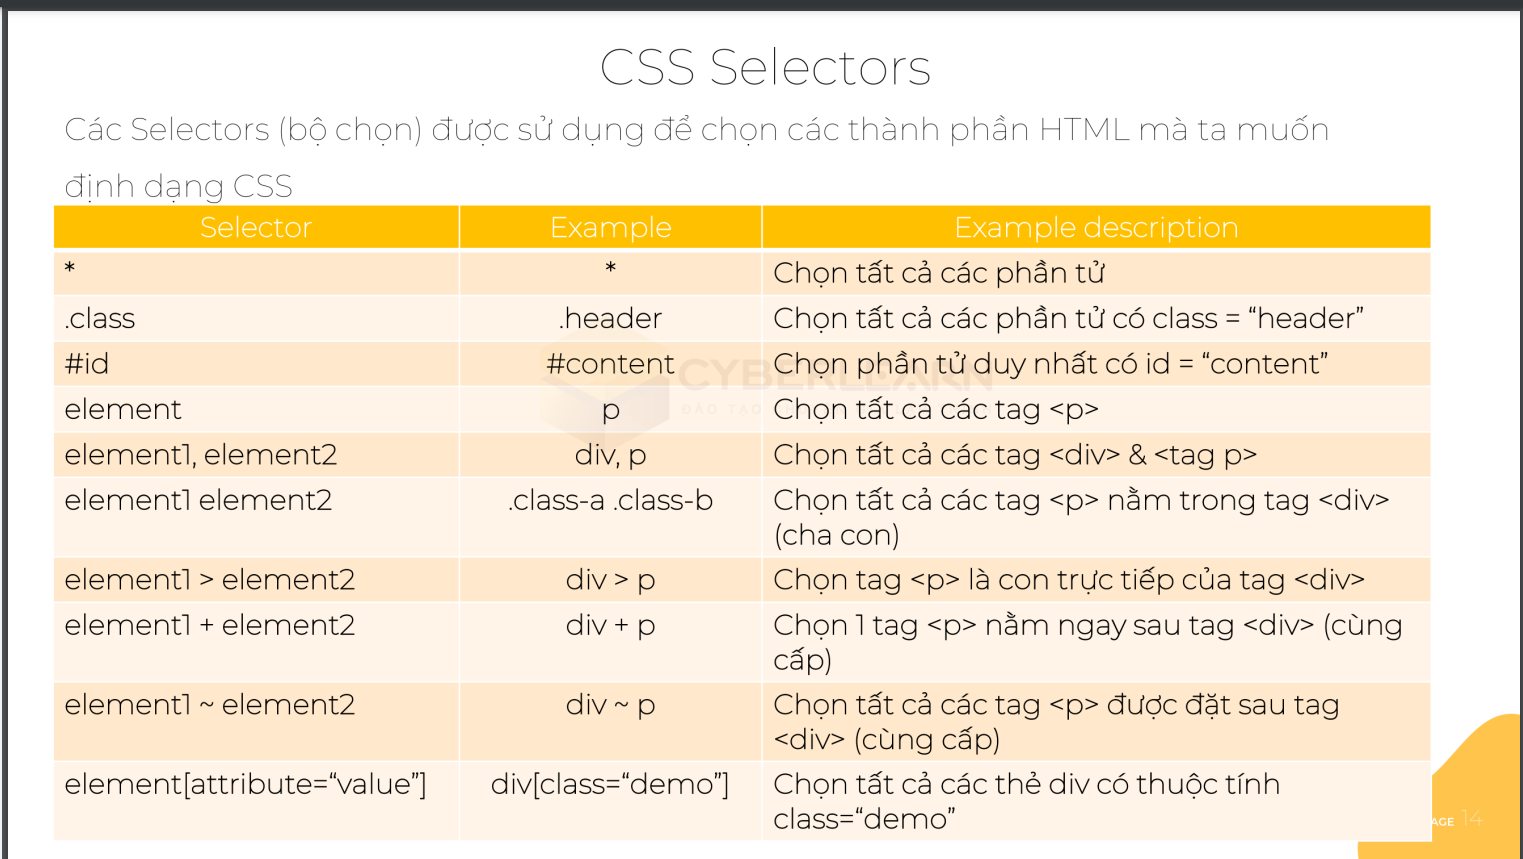 CSS Selectors
Các Selectors (bộ chọn) được sử dụng để chọn các thành phần HTML mà ta muốn
định dạng CSS
Selector Example Example description
* * Chọn tất cả các phần tử
.class .header Chọn tất cả các phần tử có class = “header”
#id #content Chọn phần tử duy nhất có id = “content”
CYBERLEARN
element p Chọn tất cả các tag <p>
ĐÀO TẠO
element1, element2 div, p Chọn tất cả các tag <div> & <tag p>
element1 element2 .class-a .class-b Chọn tất cả các tag <p> nằm trong tag <div>
(cha con)
element1 > element2 div > p Chọn tag <p> là con trực tiếp của tag <div>
element1 + element2 div + p Chọn 1 tag <p> nằm ngay sau tag <div> (cùng
cấp)
element1 ~ element2 div ~ p Chọn tất cả các tag <p> được đặt sau tag
<div> (cùng cấp)
element[attribute=“value”] div[class=“demo”] Chọn tất cả các thẻ div có thuộc tính
class=“demo”
AGE 14